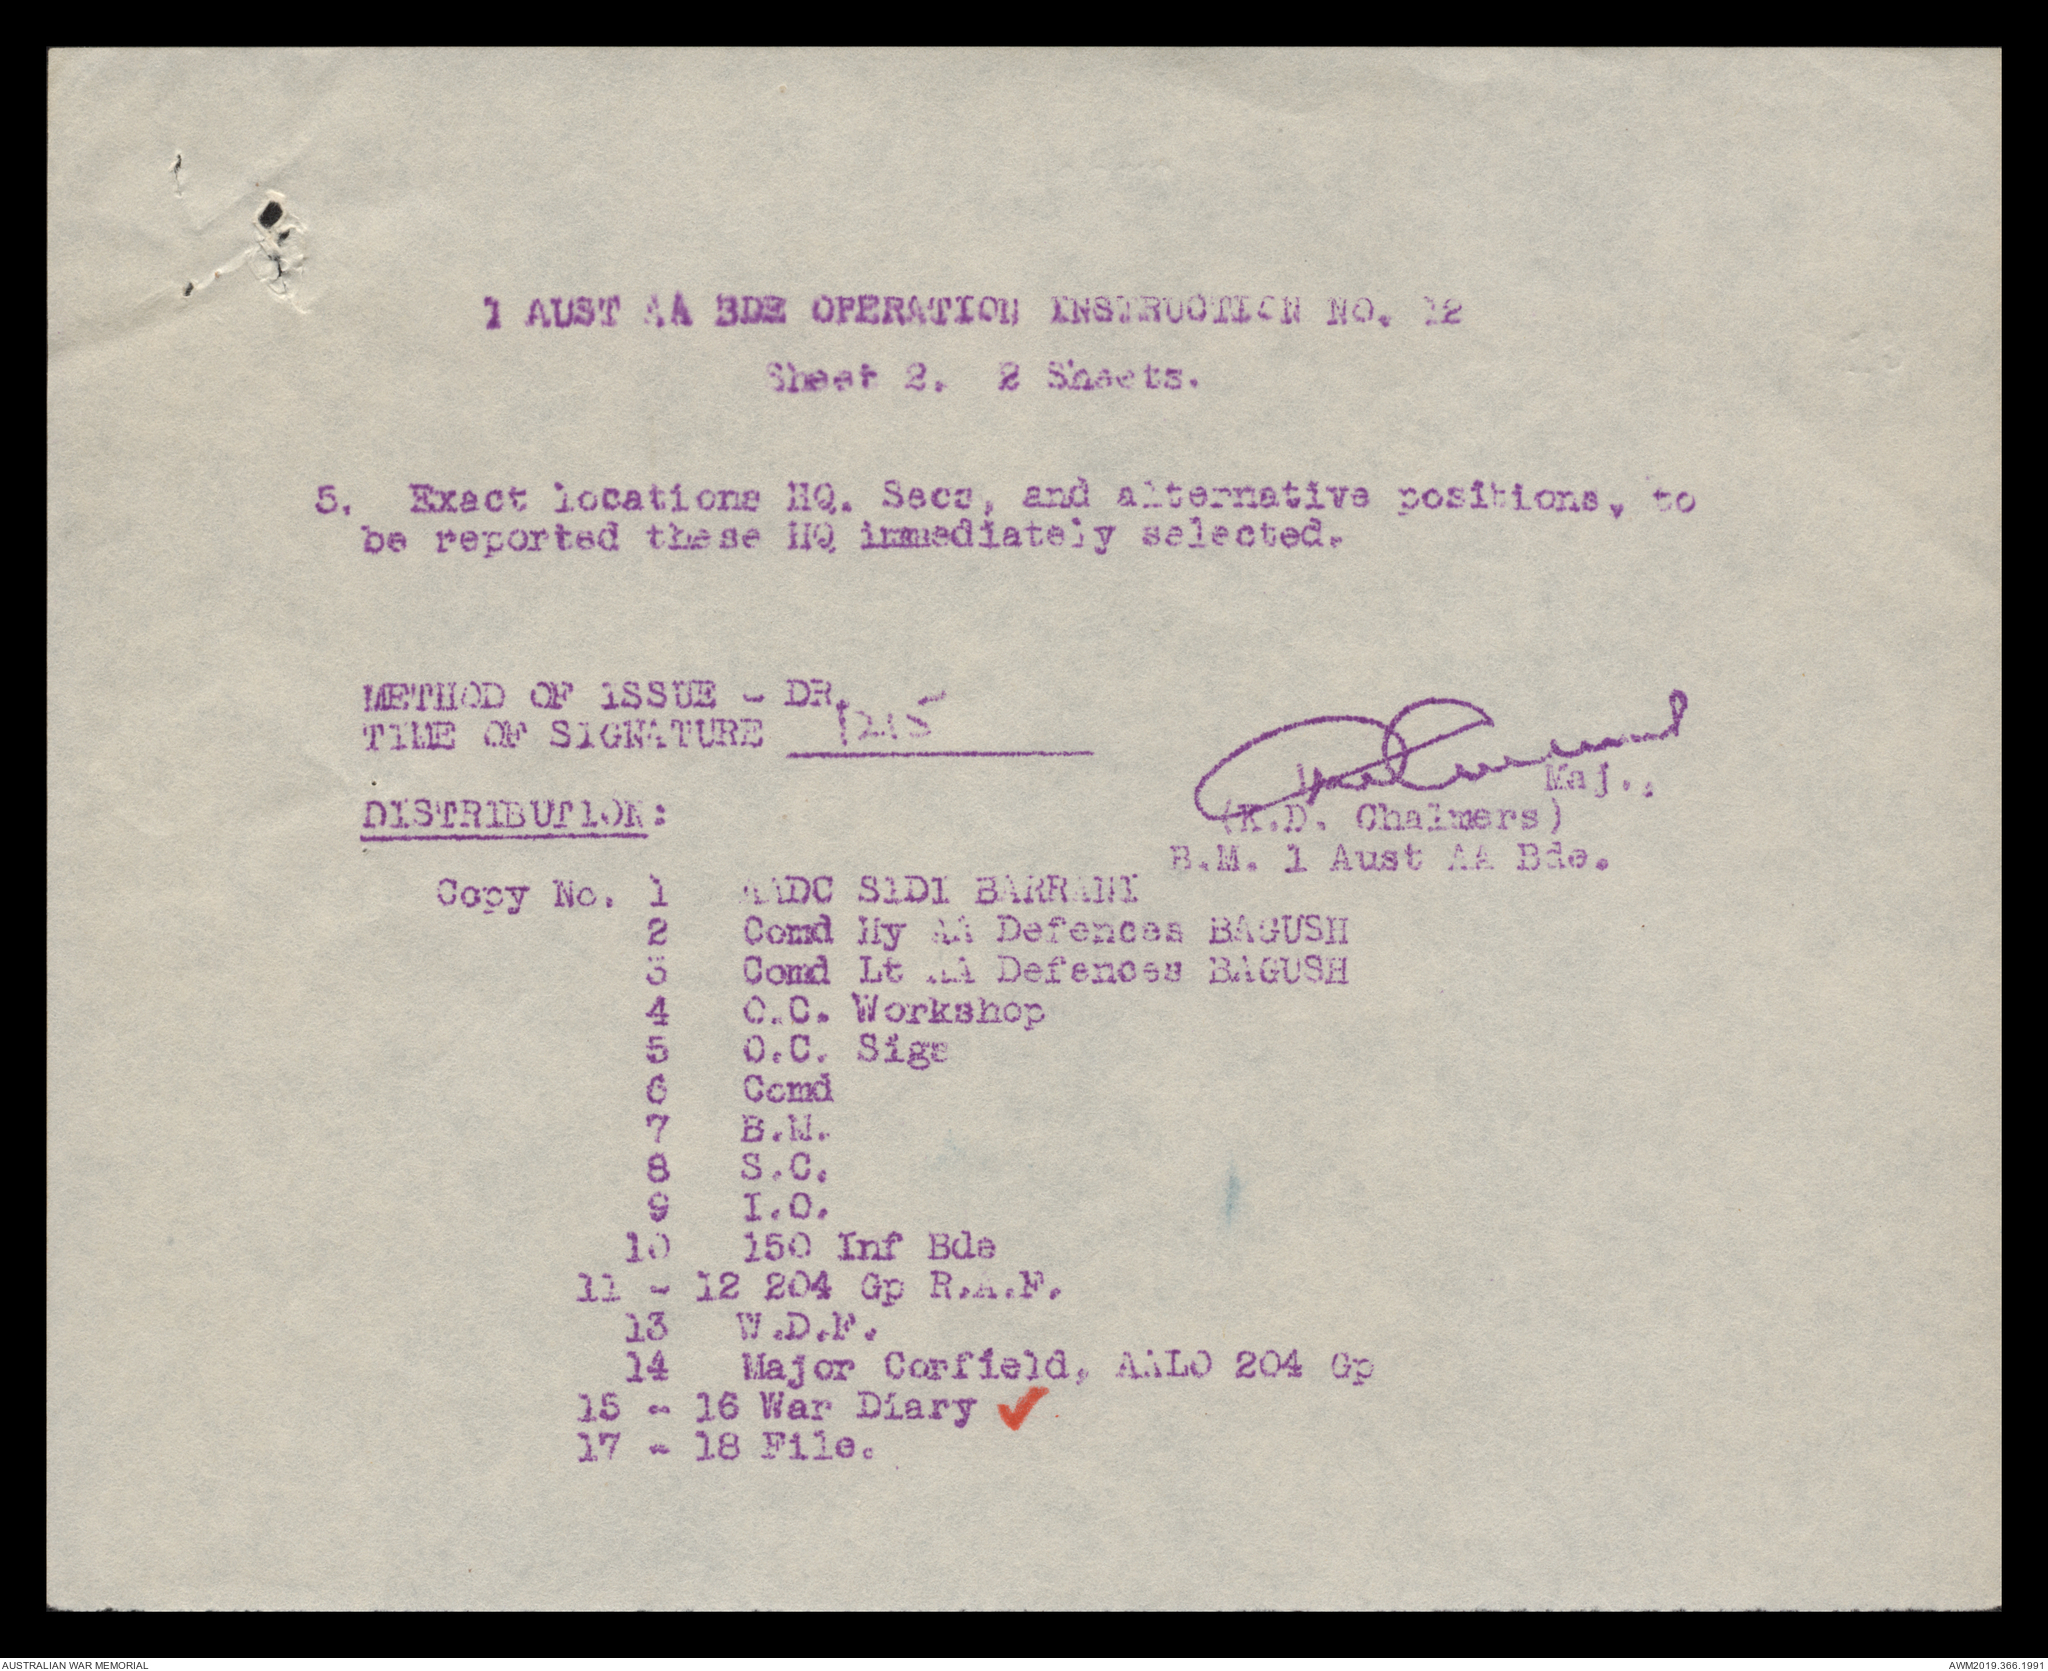 1 AUST AA BDE OPERATION INSTRUCTION NO. 12
Sheet 2. 2 Sheets.
5. Exact locations HQ. Secs, and alternative positions, to
be reported these HQ immediately selected.
METHOD OF ISSUE - DR.
TIME OF SIGNATURE 1215
Maj.,
(K.D. Chalmers)
B.M. 1 Aust AA Bde.
DISTRIBUTION:
Copy No. 1 AADC SIDI BARRANI
2 Comd Hy AA Defences BAGUSH
3 Comd Lt AA Defences BAGUSH
4 O.C. Workshop
5 O.C. Sigs
6 Comd
7 B.M.
8 S.C.
9 I.O.
10 150 Inf Bde
11 - 12 204 Gp R.A.F.
13 W.D.F.
14 Major Corfield, AALO 204 Gp
15 - 16 War Diary ✓
17 - 18 File.
AUSTRALIAN WAR MEMORIAL
AWM2019.366.1991